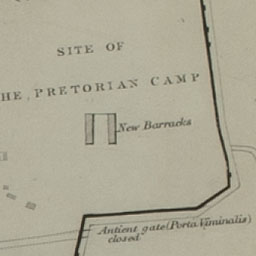 SITE OF
HE PRETORIAN CAMP
New Barracks
Antient gate (Porta Viminalis)
closed